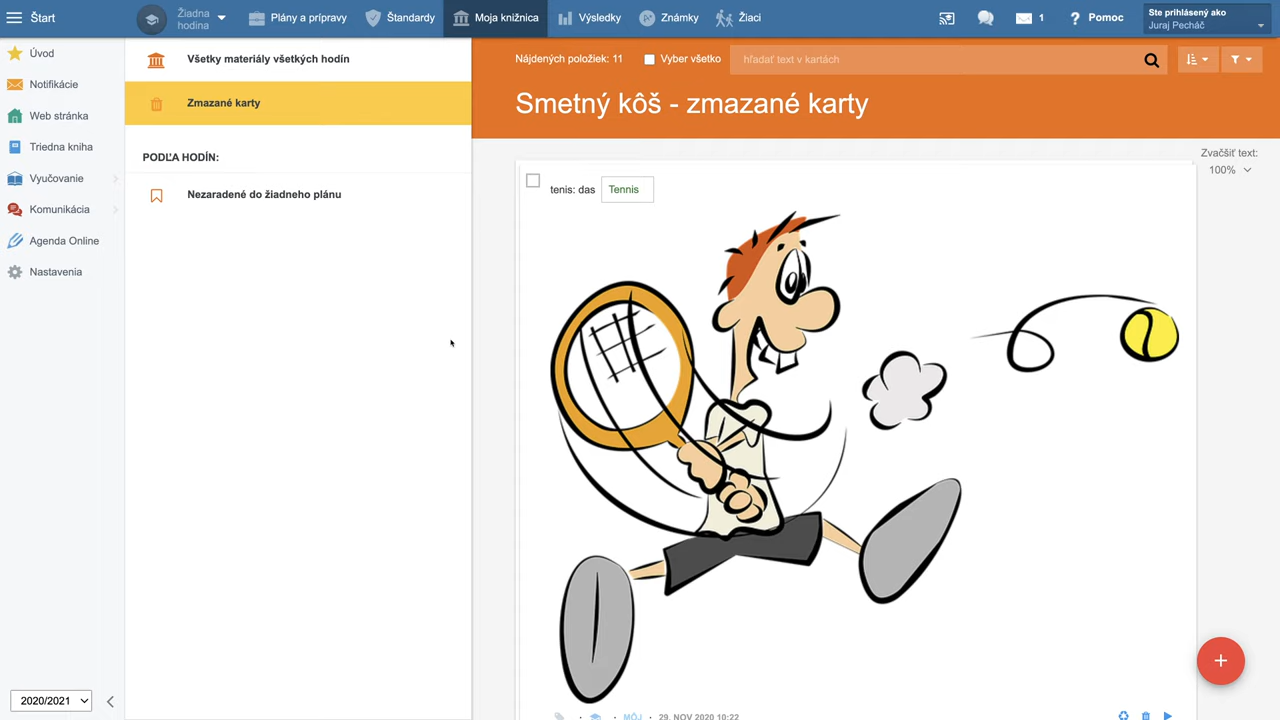 Štart
Žiadna
hodina
Plány a prípravy
Štandardy
Moja knižnica
Výsledky
Známky
Žiaci
1
? Pomoc
Ste prihlásený ako
Juraj Pecháč
Úvod
Notifikácie
Web stránka
Triedna kniha
Vyučovanie
Komunikácia
Agenda Online
Nastavenia
2020/2021
Všetky materiály všetkých hodín
Zmazané karty
PODĽA HODÍN:
Nezaradené do žiadneho plánu
Nájdených položiek: 11
Vyber všetko
hľadať text v kartách
Smetný kôš - zmazané karty
Zväčšiť text:
100%
tenis: das Tennis
· · MÔJ · 29. NOV 2020 10:22
+